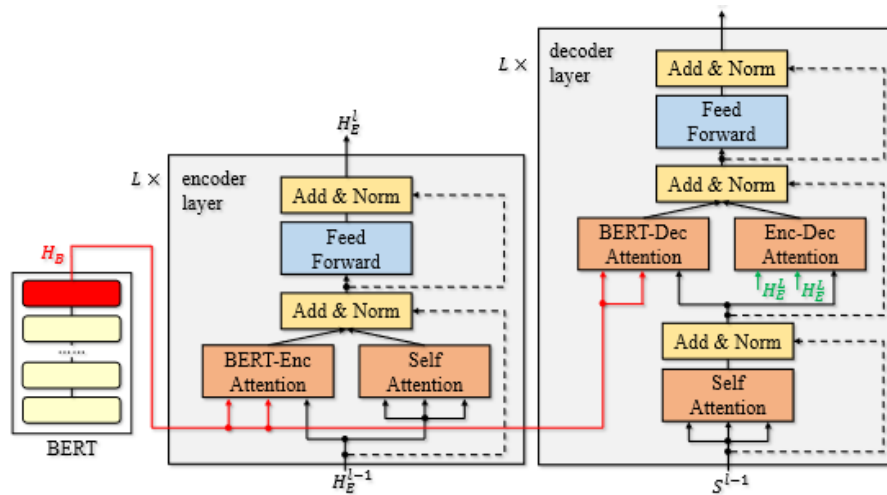 L ×
decoder
layer
Add & Norm
Feed
Forward
Add & Norm
BERT-Dec
Attention
Enc-Dec
Attention
H_E^L
H_E^L
Add & Norm
Self
Attention
S^{l-1}
H_E^l
L ×
encoder
layer
Add & Norm
Feed
Forward
Add & Norm
BERT-Enc
Attention
Self
Attention
H_E^{l-1}
H_B
......
BERT